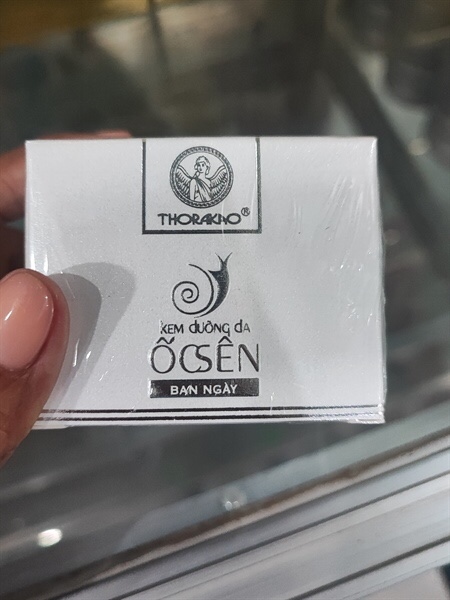 THORAKAO®
KEM dƯỠNG dA
ỐC SÊN
BAN NGÀY